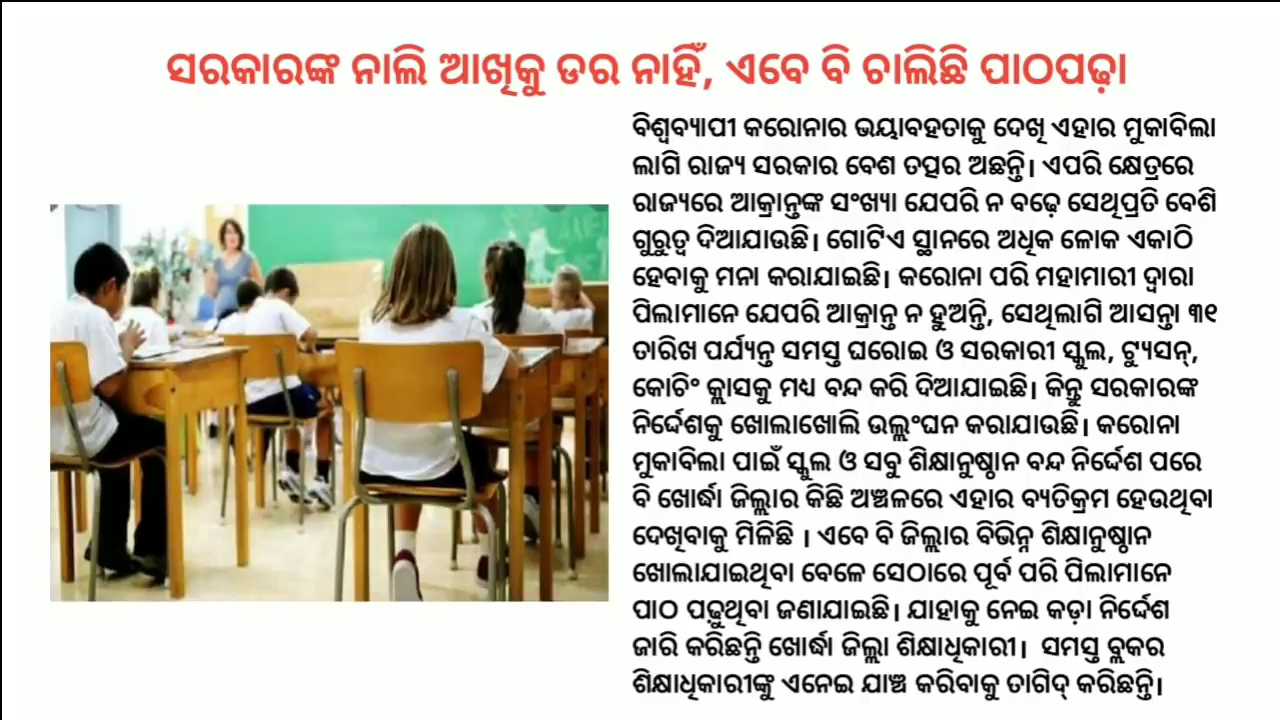 ସରକାରଙ୍କ ନାଲି ଆଖିକୁ ଡର ନାହିଁ, ଏବେ ବି ଚାଲିଛି ପାଠପଢ଼ା
ବିଶ୍ୱବ୍ୟାପୀ କରୋନାର ଭୟାବହତାକୁ ଦେଖି ଏହାର ମୁକାବିଲା
ଲାଗି ରାଜ୍ୟ ସରକାର ବେଶ ତତ୍ପର ଅଛନ୍ତି। ଏପରି କ୍ଷେତ୍ରରେ
ରାଜ୍ୟରେ ଆକ୍ରାନ୍ତଙ୍କ ସଂଖ୍ୟା ଯେପରି ନ ବଢ଼େ ସେଥିପ୍ରତି ବେଶି
ଗୁରୁତ୍ୱ ଦିଆଯାଉଛି। ଗୋଟିଏ ସ୍ଥାନରେ ଅଧିକ ଳୋକ ଏକାଠି
ହେବାକୁ ମନା କରାଯାଇଛି। କରୋନା ପରି ମହାମାରୀ ଦ୍ୱାରା
ପିଲାମାନେ ଯେପରି ଆକ୍ରାନ୍ତ ନ ହୁଅନ୍ତି, ସେଥିଲାଗି ଆସନ୍ତା ୩୧
ତାରିଖ ପର୍ଯ୍ୟନ୍ତ ସମସ୍ତ ଘରୋଇ ଓ ସରକାରୀ ସ୍କୁଲ, ଟ୍ୟୁସନ୍,
କୋଚିଂ କ୍ଲାସକୁ ମଧ୍ୟ ବନ୍ଦ କରି ଦିଆଯାଇଛି। କିନ୍ତୁ ସରକାରଙ୍କ
ନିର୍ଦ୍ଦେଶକୁ ଖୋଲାଖୋଲି ଉଲ୍ଲଂଘନ କରାଯାଉଛି। କରୋନା
ମୁକାବିଲା ପାଇଁ ସ୍କୁଲ ଓ ସବୁ ଶିକ୍ଷାନୁଷ୍ଠାନ ବନ୍ଦ ନିର୍ଦ୍ଦେଶ ପରେ
ବି ଖୋର୍ଦ୍ଧା ଜିଲ୍ଲାର କିଛି ଅଞ୍ଚଳରେ ଏହାର ବ୍ୟତିକ୍ରମ ହେଉଥିବା
ଦେଖିବାକୁ ମିଳିଛି । ଏବେ ବି ଜିଲ୍ଲାର ବିଭିନ୍ନ ଶିକ୍ଷାନୁଷ୍ଠାନ
ଖୋଲାଯାଇଥିବା ବେଳେ ସେଠାରେ ପୂର୍ବ ପରି ପିଲାମାନେ
ପାଠ ପଢ଼ୁଥିବା ଜଣାଯାଇଛି। ଯାହାକୁ ନେଇ କଡ଼ା ନିର୍ଦ୍ଦେଶ
ଜାରି କରିଛନ୍ତି ଖୋର୍ଦ୍ଧା ଜିଲ୍ଲା ଶିକ୍ଷାଧିକାରୀ। ସମସ୍ତ ବ୍ଲକର
ଶିକ୍ଷାଧିକାରୀଙ୍କୁ ଏନେଇ ଯାଞ୍ଚ କରିବାକୁ ତାଗିଦ୍ କରିଛନ୍ତି।